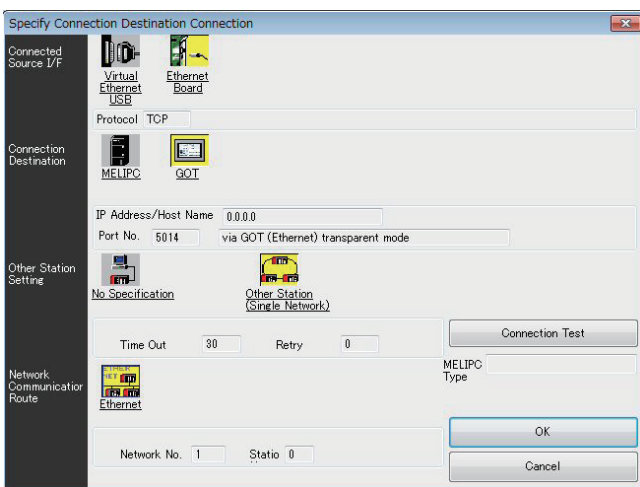 Specify Connection Destination Connection
Connected
Source I/F
Virtual
Ethernet
USB
Ethernet
Board
Protocol TCP
Connection
Destination
MELIPC
GOT
IP Address/Host Name 0.0.0.0
Port No. 5014 via GOT (Ethernet) transparent mode
Other Station
Setting
No Specification
Other Station
(Single Network)
Time Out 30 Retry 0
Connection Test
MELIPC
Type
Network
Communication
Route
Ethernet
Network No. 1 Statio 0
OK
Cancel